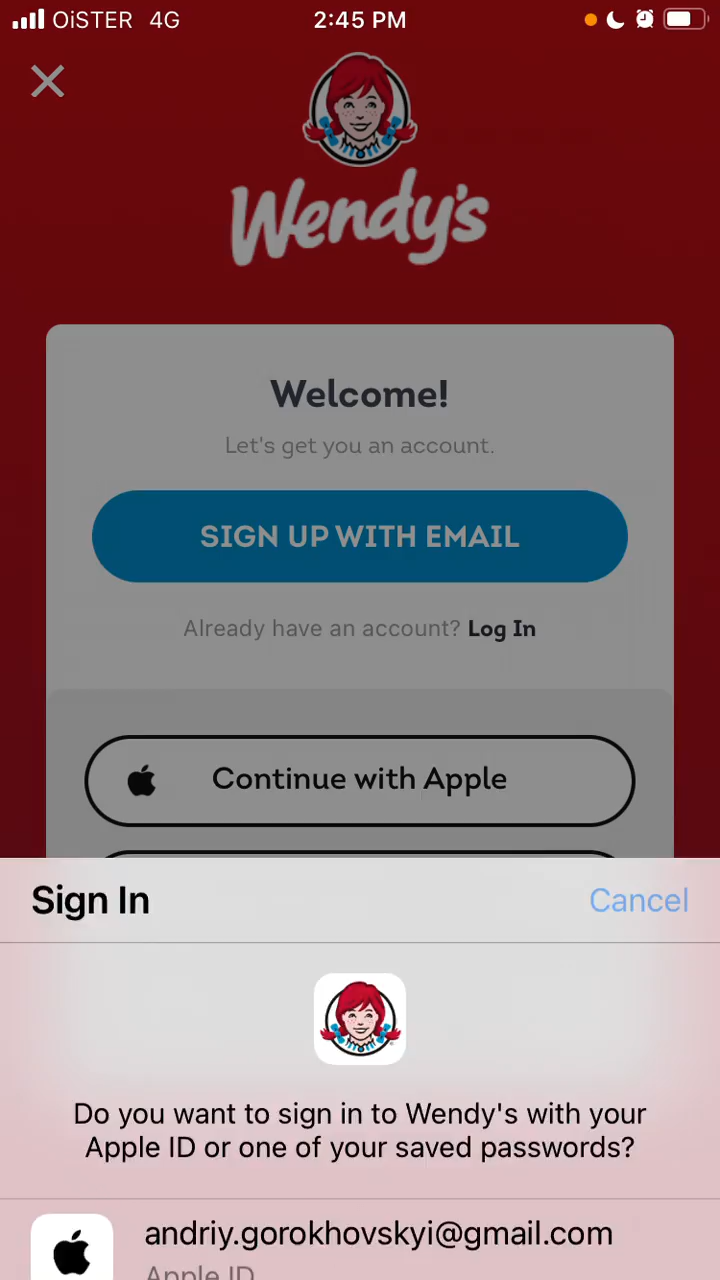 OiSTER 4G 2:45 PM
Wendy's
Welcome!
Let's get you an account.
SIGN UP WITH EMAIL
Already have an account? Log In
Continue with Apple
Sign In Cancel
Do you want to sign in to Wendy's with your
Apple ID or one of your saved passwords?
andriy.gorokhovskyi@gmail.com
Apple ID